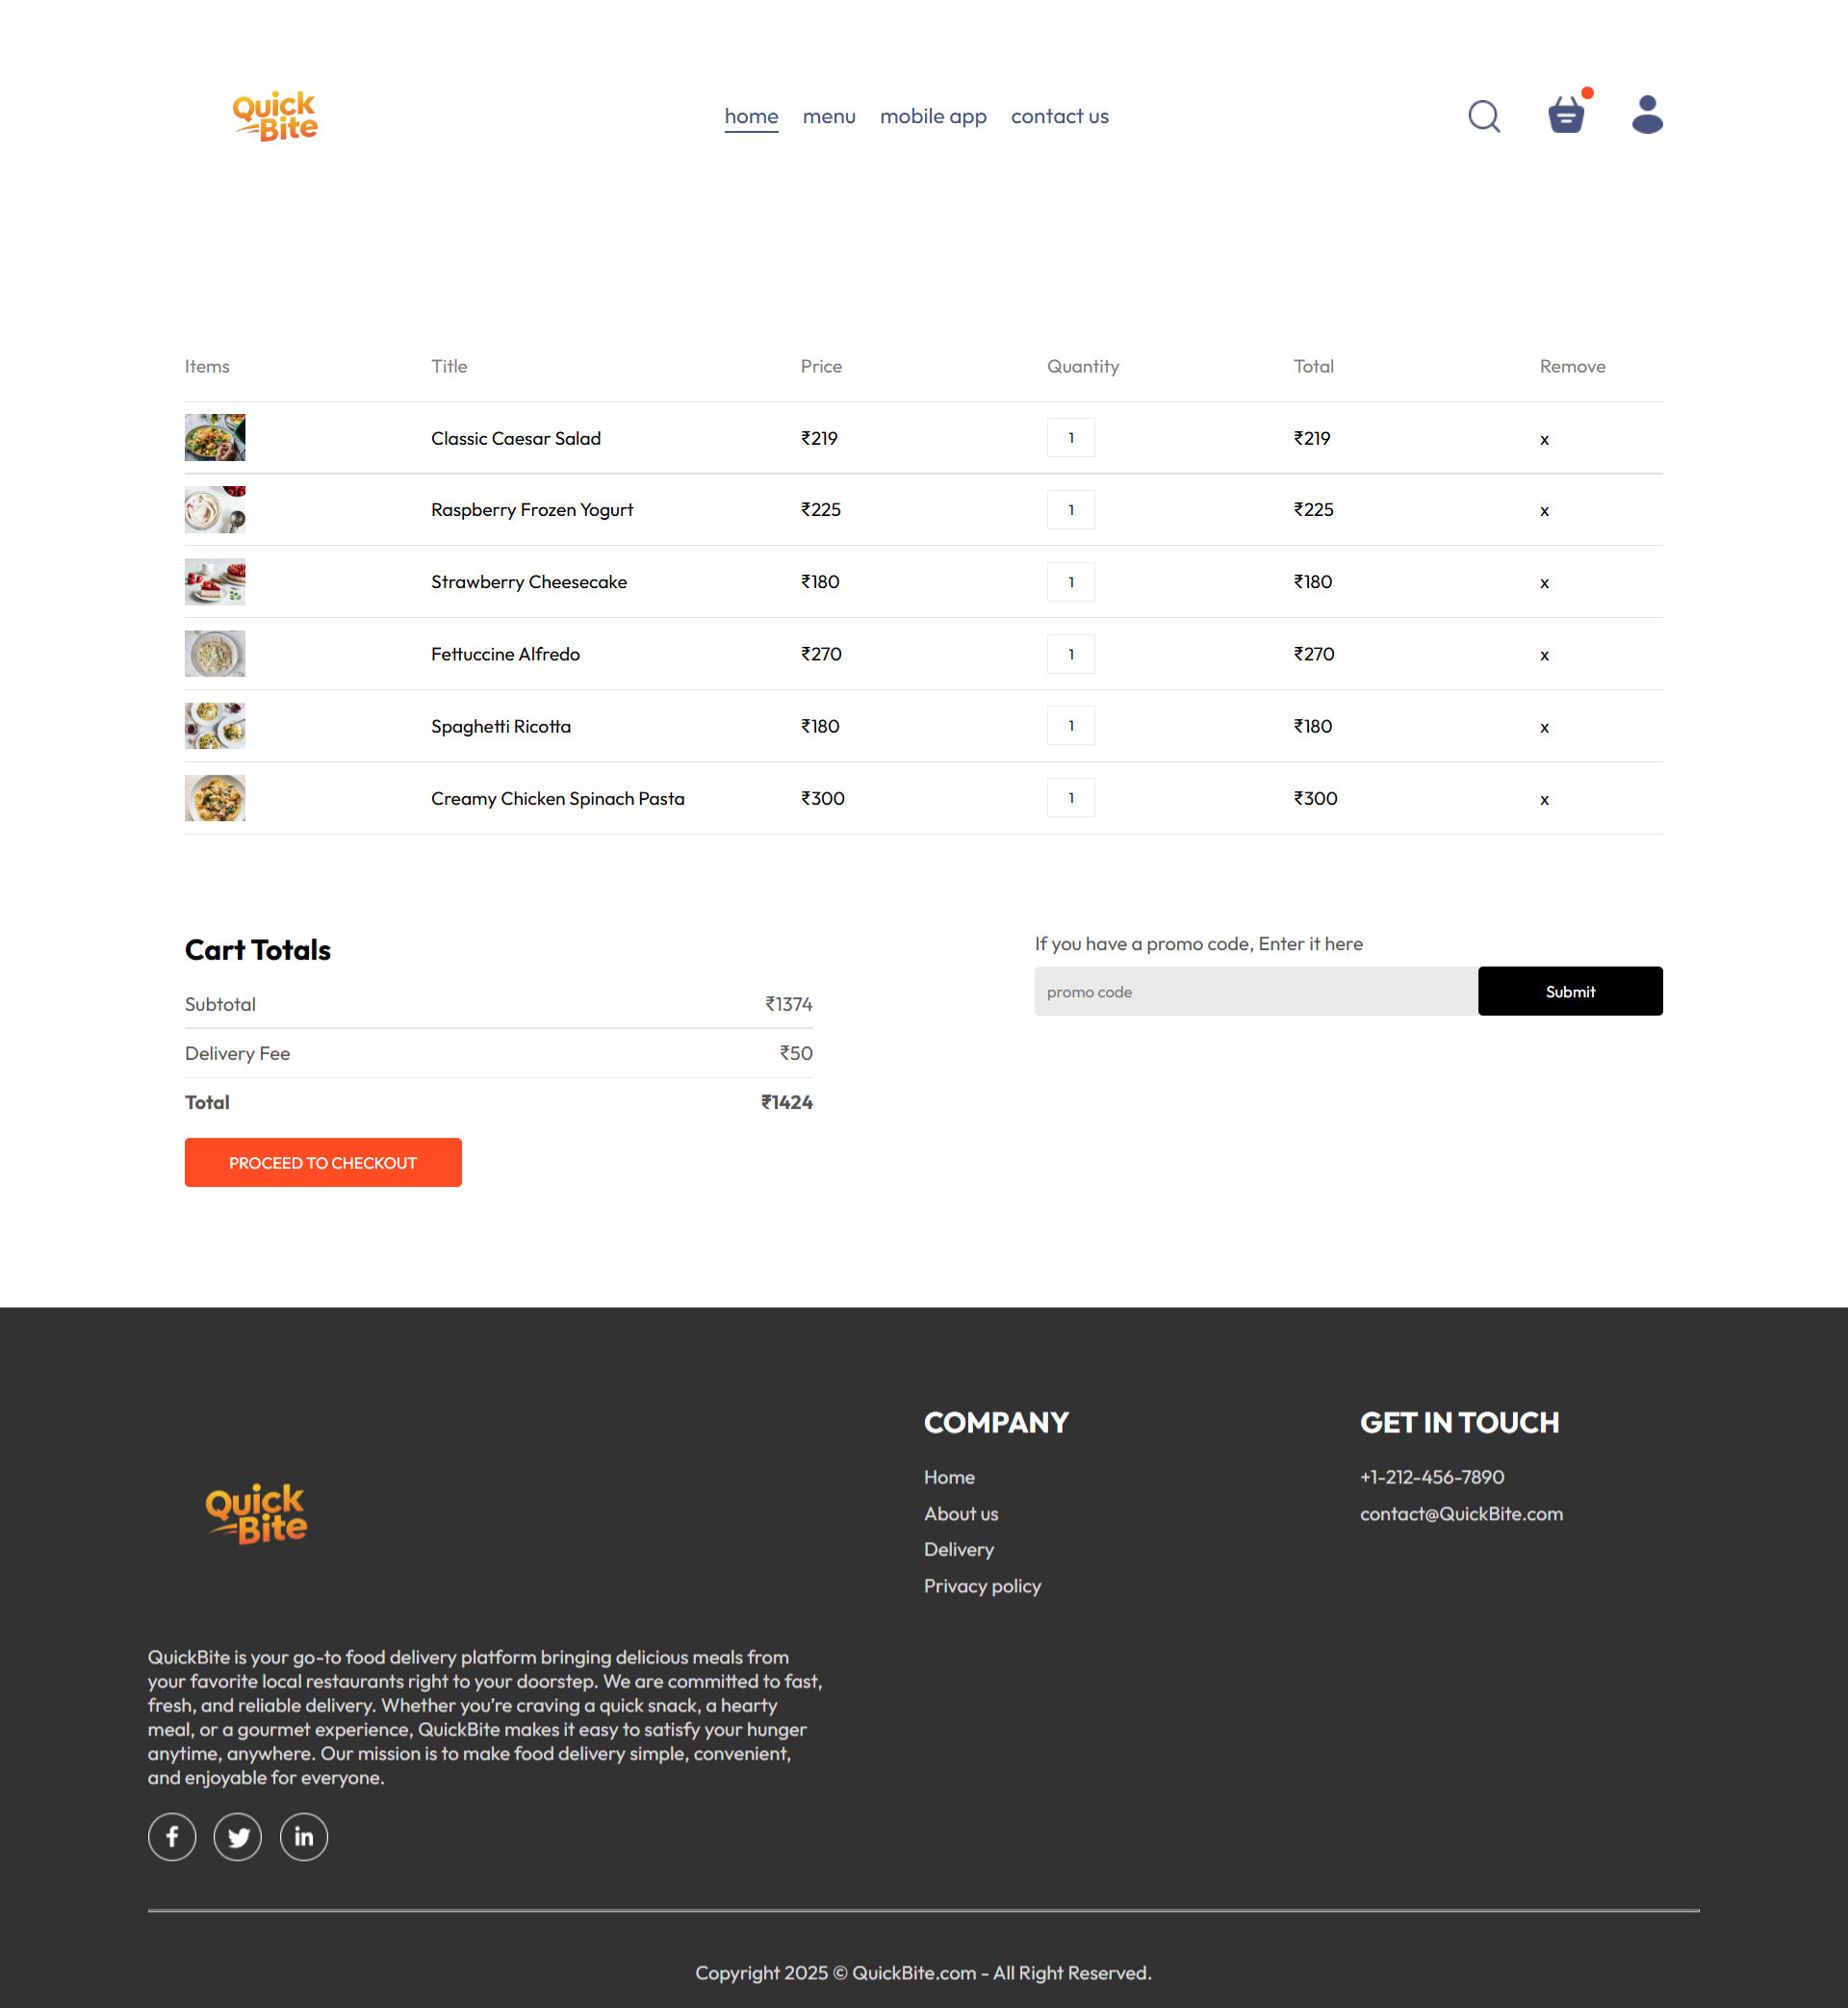 Quick
Bite
home menu mobile app contact us
Items Title Price Quantity Total Remove
Classic Caesar Salad ₹219 1 ₹219 x
Raspberry Frozen Yogurt ₹225 1 ₹225 x
Strawberry Cheesecake ₹180 1 ₹180 x
Fettuccine Alfredo ₹270 1 ₹270 x
Spaghetti Ricotta ₹180 1 ₹180 x
Creamy Chicken Spinach Pasta ₹300 1 ₹300 x
Cart Totals
Subtotal ₹1374
Delivery Fee ₹50
Total ₹1424
PROCEED TO CHECKOUT
If you have a promo code, Enter it here
promo code Submit
Quick
Bite
QuickBite is your go-to food delivery platform bringing delicious meals from
your favorite local restaurants right to your doorstep. We are committed to fast,
fresh, and reliable delivery. Whether you’re craving a quick snack, a hearty
meal, or a gourmet experience, QuickBite makes it easy to satisfy your hunger
anytime, anywhere. Our mission is to make food delivery simple, convenient,
and enjoyable for everyone.
f in
COMPANY
Home
About us
Delivery
Privacy policy
GET IN TOUCH
+1-212-456-7890
contact@QuickBite.com
Copyright 2025 © QuickBite.com - All Right Reserved.